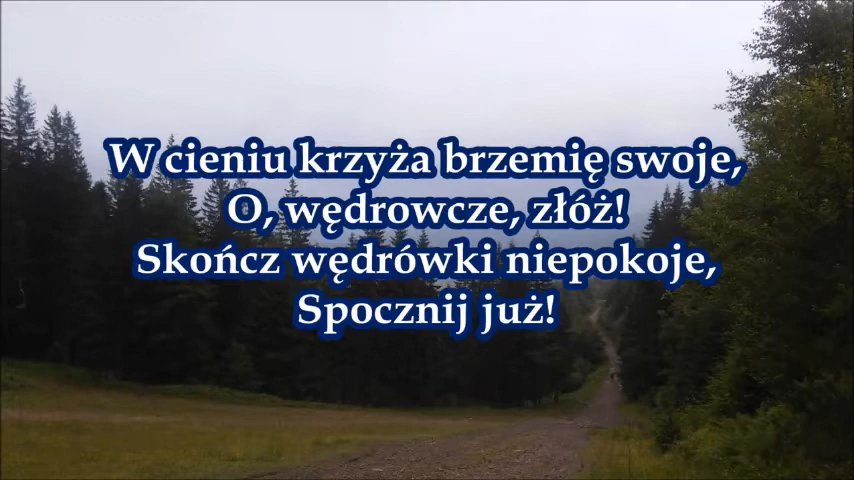 W cieniu krzyża brzemię swoje,
O, wędrowcze, złóż!
Skończ wędrówki niepokoje,
Spocznij już!